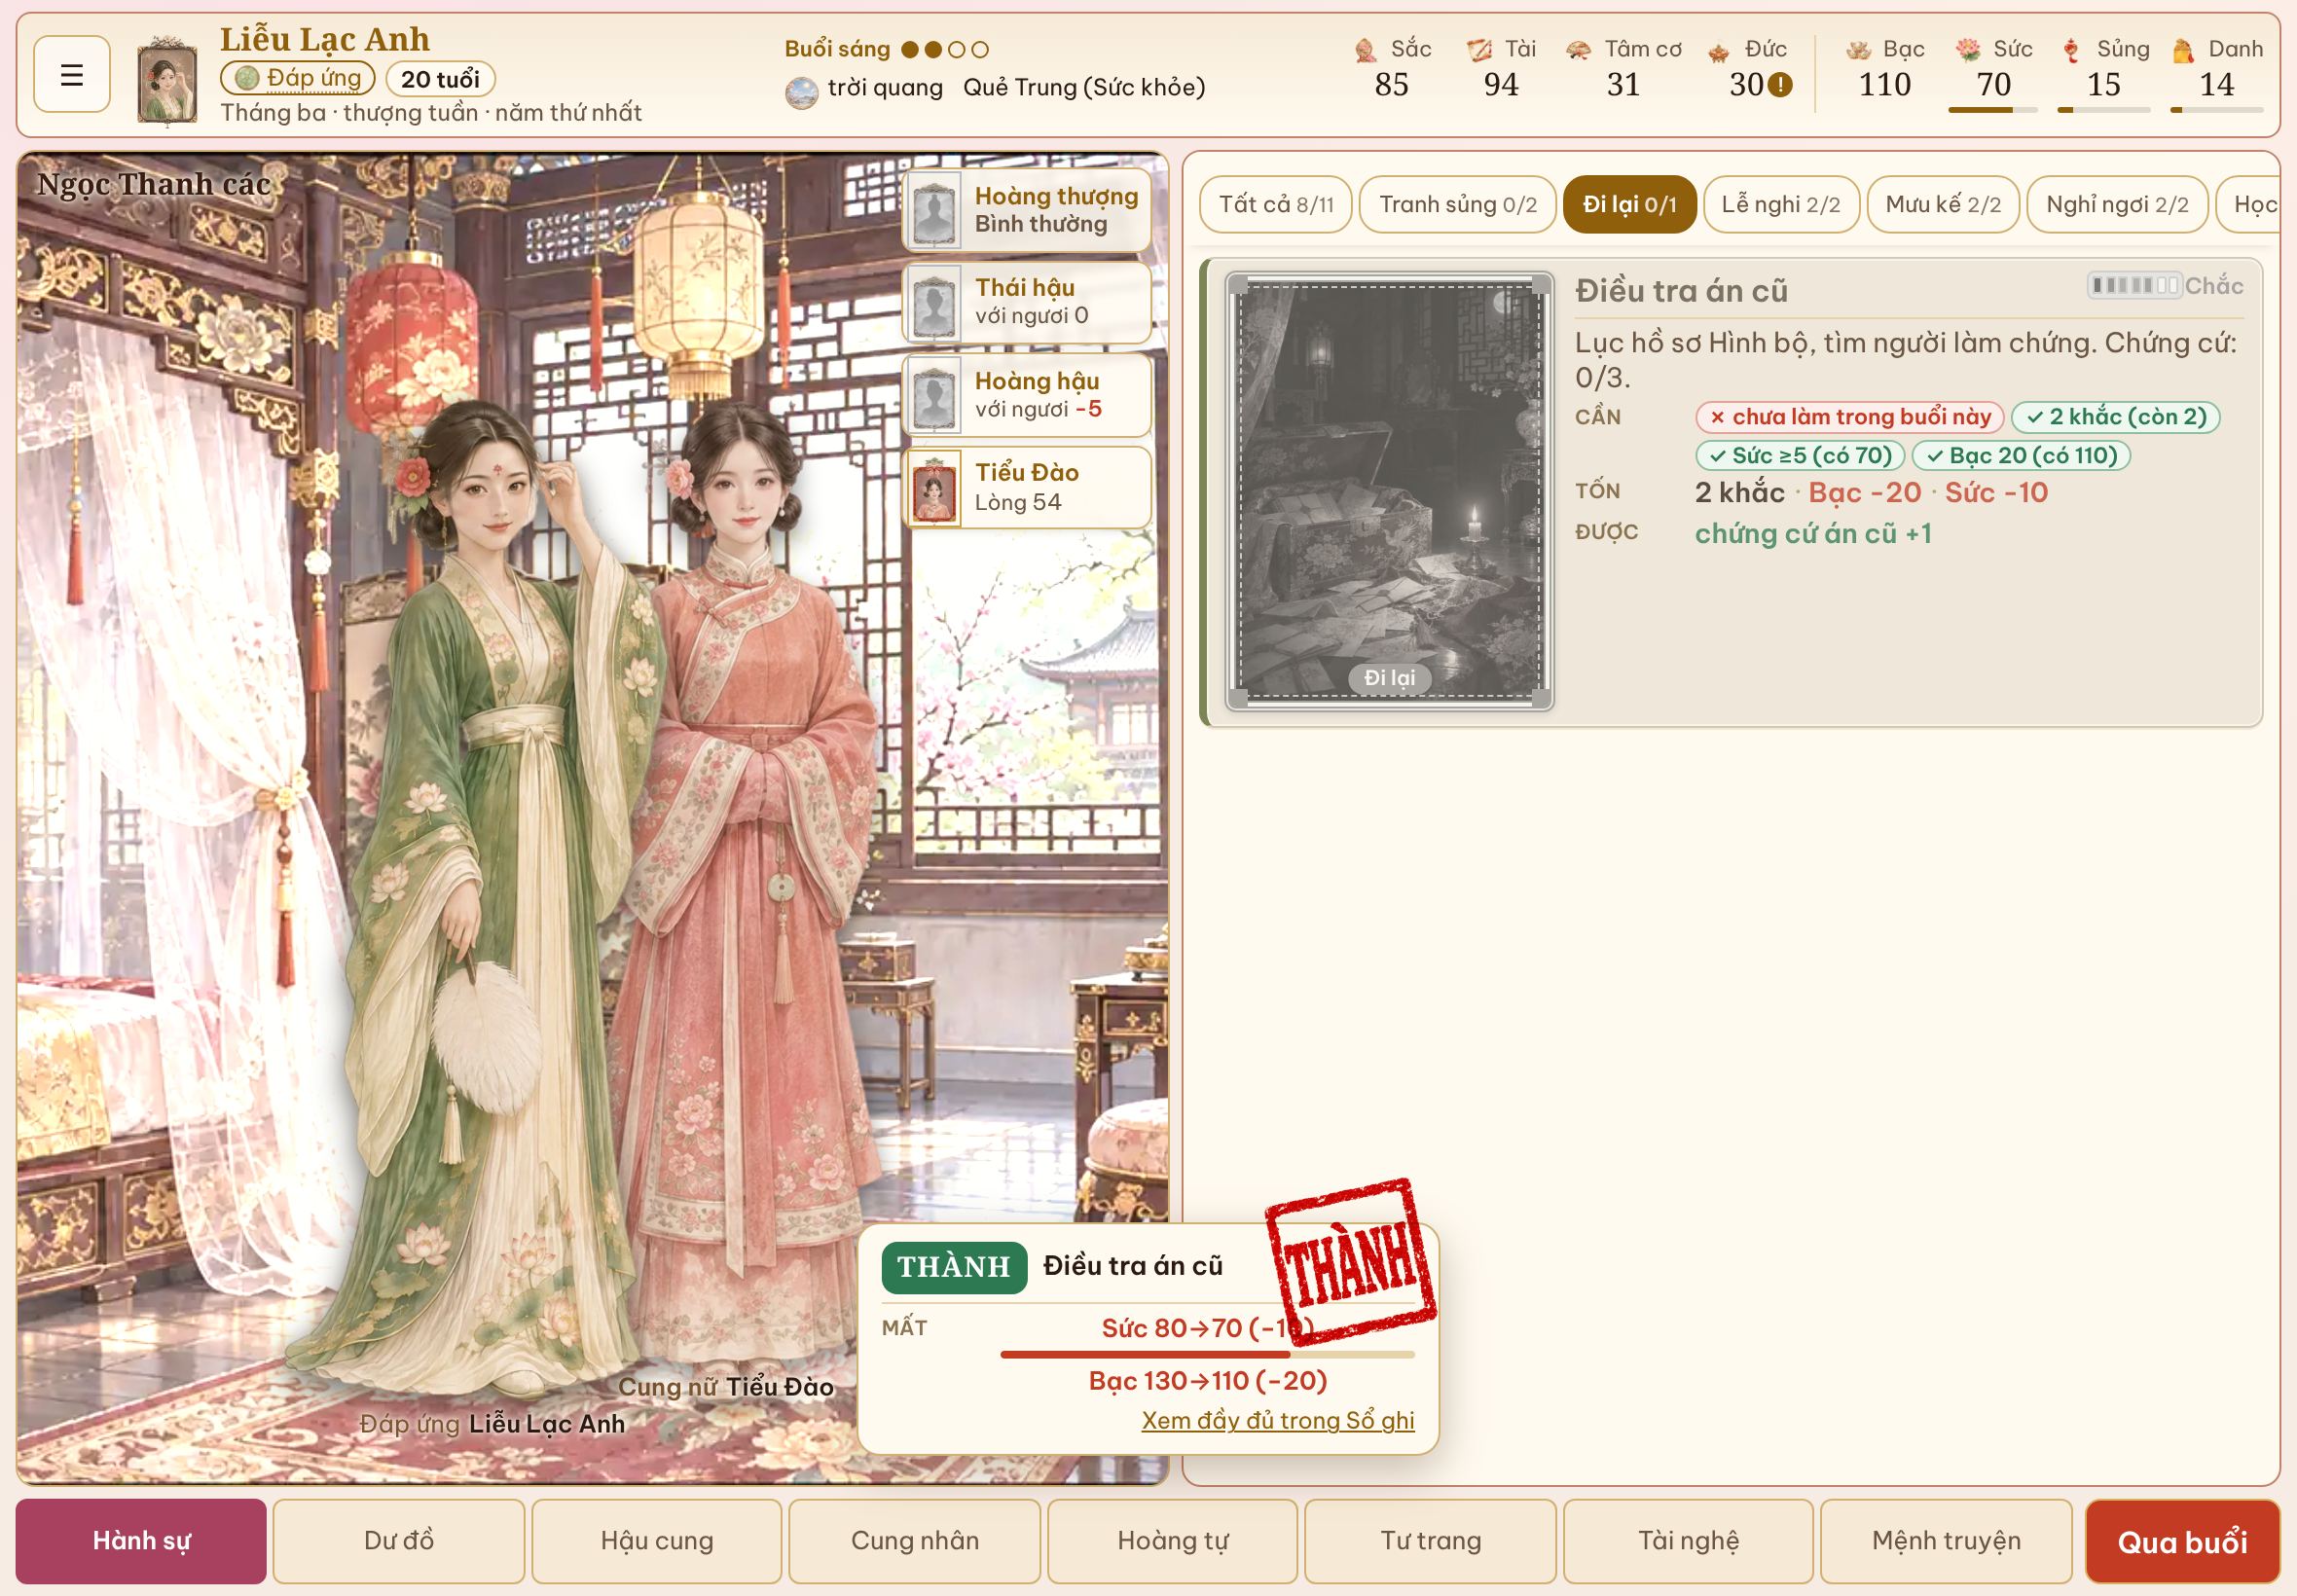 Liễu Lạc Anh
Đáp ứng
20 tuổi
Tháng ba · thượng tuần · năm thứ nhất
Buổi sáng
trời quang Quẻ Trung (Sức khỏe)
Sắc
85
Tài
94
Tâm cơ
31
Đức
30
Bạc
110
Sức
70
Sủng
15
Danh
14
Ngọc Thanh các
Hoàng thượng
Bình thường
Thái hậu
với ngươi 0
Hoàng hậu
với ngươi -5
Tiểu Đào
Lòng 54
Cung nữ Tiểu Đào
Đáp ứng Liễu Lạc Anh
Tất cả 8/11
Tranh sủng 0/2
Đi lại 0/1
Lễ nghi 2/2
Mưu kế 2/2
Nghỉ ngơi 2/2
Học
Điều tra án cũ
Chắc
Lục hồ sơ Hình bộ, tìm người làm chứng. Chứng cứ:
0/3.
CẦN
× chưa làm trong buổi này
✓ 2 khắc (còn 2)
✓ Sức ≥5 (có 70)
✓ Bạc 20 (có 110)
TỐN
2 khắc · Bạc -20 · Sức -10
ĐƯỢC
chứng cứ án cũ +1
Đi lại
THÀNH
Điều tra án cũ
THÀNH
MẤT
Sức 80→70 (-10)
Bạc 130→110 (-20)
Xem đầy đủ trong Sổ ghi
Hành sự
Dư đồ
Hậu cung
Cung nhân
Hoàng tự
Tư trang
Tài nghệ
Mệnh truyện
Qua buổi